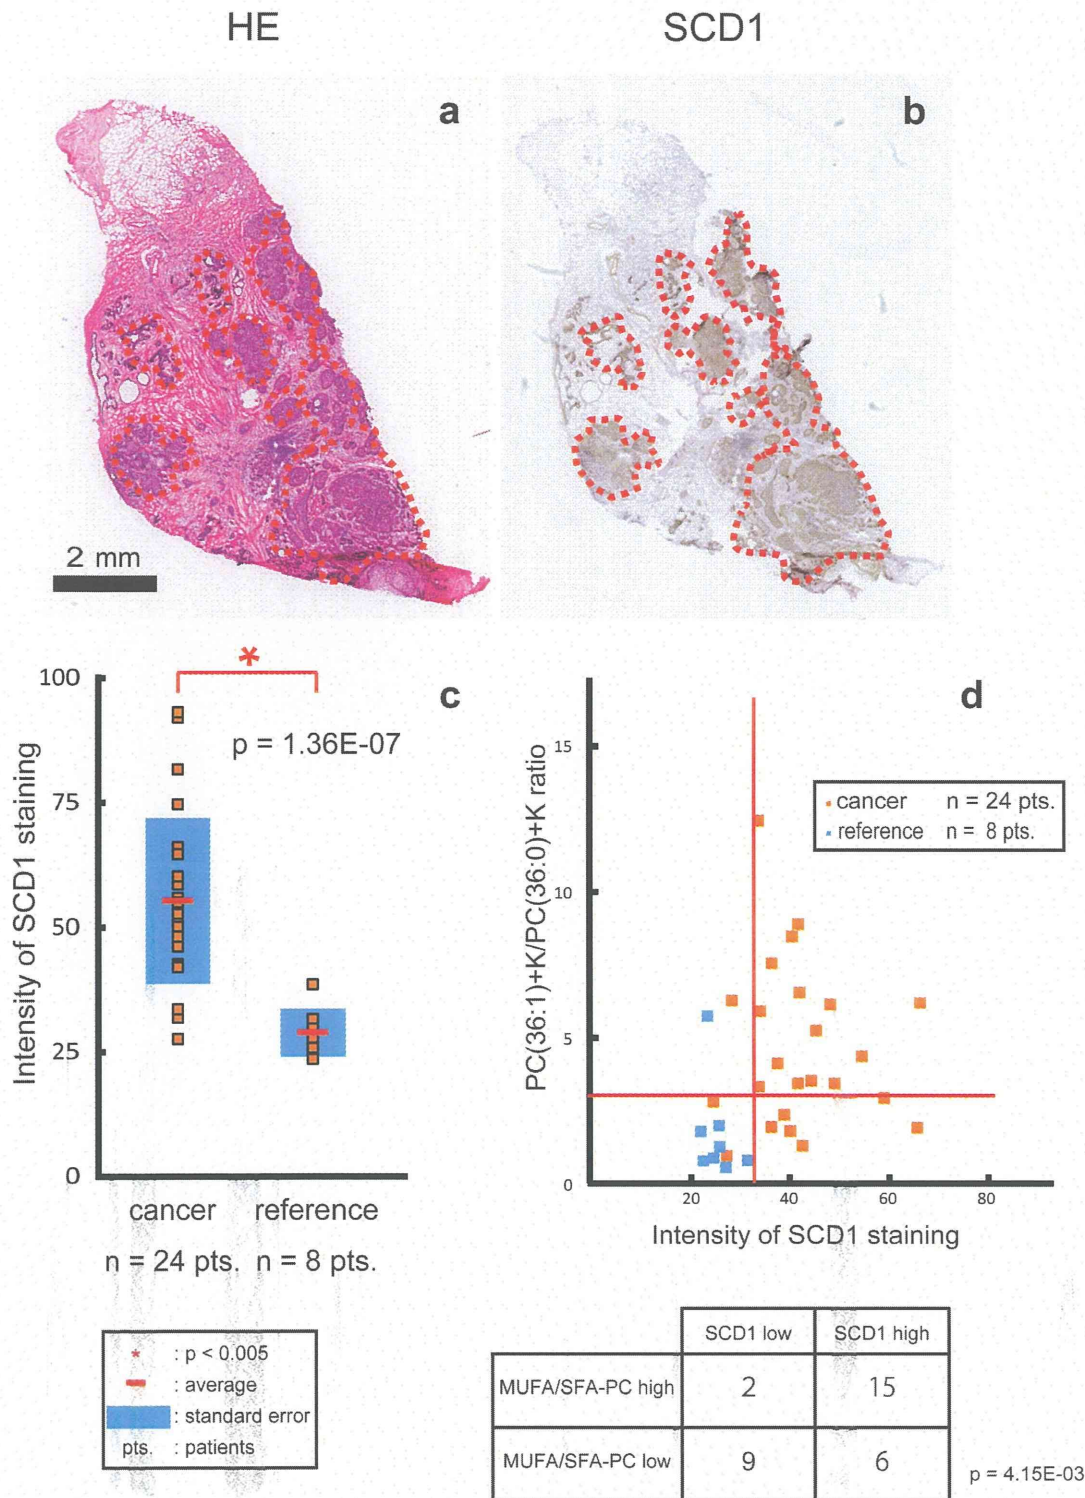 HE
SCD1
a
b
2 mm
100
75
50
25
0
Intensity of SCD1 staining
*
c
p = 1.36E-07
cancer reference
n = 24 pts. n = 8 pts.
* : p < 0.005
: average
: standard error
pts. : patients
d
PC(36:1)+K/PC(36:0)+K ratio
15
10
5
0
cancer n = 24 pts.
reference n = 8 pts.
20 40 60 80
Intensity of SCD1 staining
SCD1 low SCD1 high
MUFA/SFA-PC high 2 15
MUFA/SFA-PC low 9 6
p = 4.15E-03